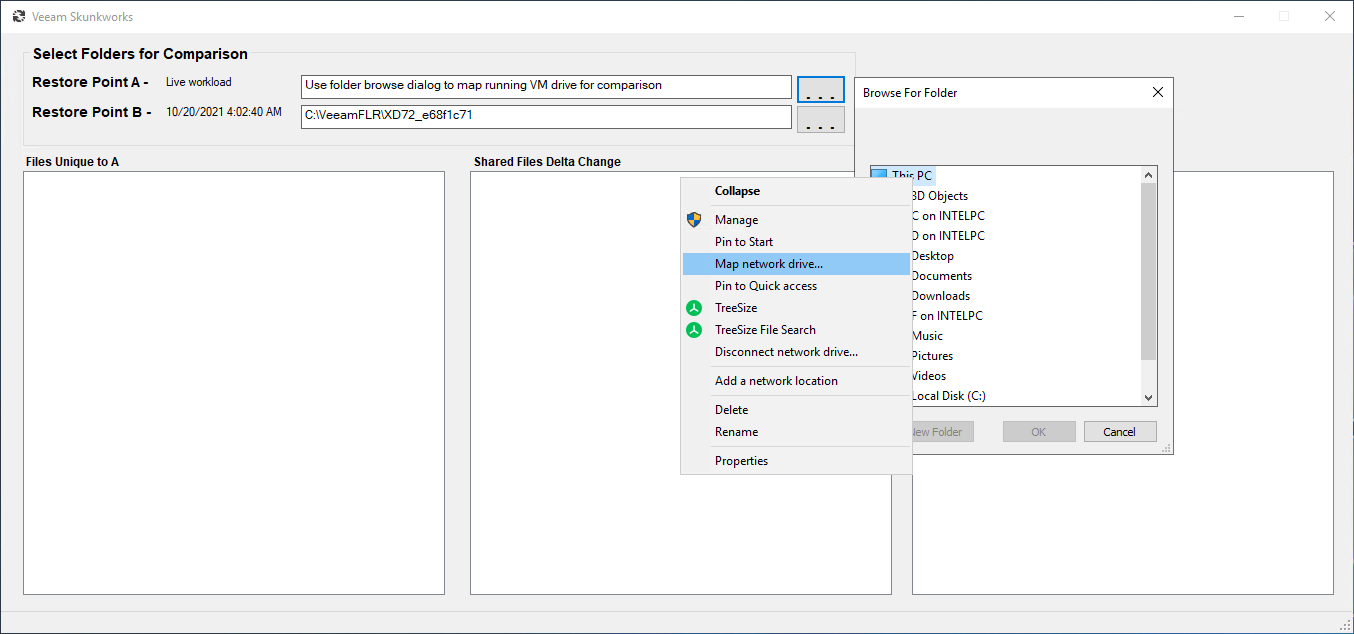 Veeam Skunkworks
Select Folders for Comparison
Restore Point A - Live workload
Use folder browse dialog to map running VM drive for comparison
. . .
Restore Point B - 10/20/2021 4:02:40 AM
C:\VeeamFLR\XD72_e68f1c71
. . .
Files Unique to A
Shared Files Delta Change
Browse For Folder
This PC
3D Objects
C on INTELPC
D on INTELPC
Desktop
Documents
Downloads
F on INTELPC
Music
Pictures
Videos
Local Disk (C:)
New Folder
OK
Cancel
Collapse
Manage
Pin to Start
Map network drive...
Pin to Quick access
TreeSize
TreeSize File Search
Disconnect network drive...
Add a network location
Delete
Rename
Properties